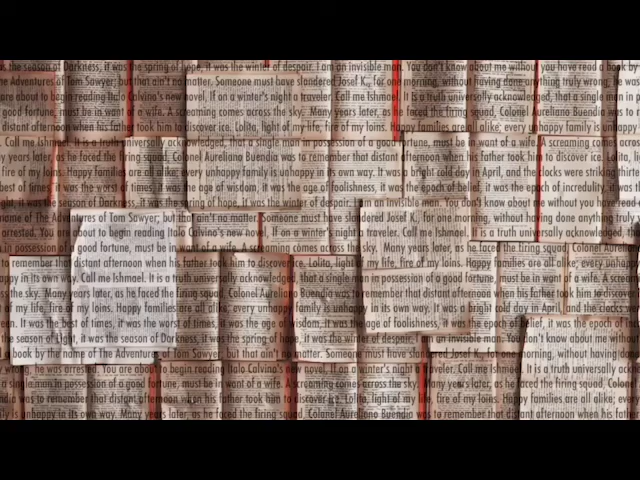 is the season of Darkness, it was the spring of hope, it was the winter of despair. I am an invisible man. You don't know about me without you have read a book by
the Adventures of Tom Sawyer; but that ain't no matter. Someone must have slandered Josef K., for one morning, without having done anything truly wrong, he was
are about to begin reading Italo Calvino's new novel, If on a winter's night a traveler. Call me Ishmael. It is a truth universally acknowledged, that a single man in p
good fortune, must be in want of a wife. A screaming comes across the sky. Many years later, as he faced the firing squad, Colonel Aureliano Buendia was to r
distant afternoon when his father took him to discover ice. Lolita, light of my life, fire of my loins. Happy families are all alike; every unhappy family is unhapp
. Call me Ishmael. It is a truth universally acknowledged, that a single man in possession of a good fortune, must be in want of a wife. A screaming comes across
y years later, as he faced the firing squad, Colonel Aureliano Buendia was to remember that distant afternoon when his father took him to discover ice. Lolita, l
fire of my loins. Happy families are all alike; every unhappy family is unhappy in its own way. It was a bright cold day in April, and the clocks were striking
best of times, it was the worst of times, it was the age of wisdom, it was the age of foolishness, it was the epoch of belief, it was the epoch of incredulity, it was
it was the season of Darkness, it was the spring of hope, it was the winter of despair. I am an invisible man. You don't know about me without you have
name of The Adventures of Tom Sawyer; but that ain't no matter. Someone must have slandered Josef K., for one morning, without having done anything truly
arrested. You are about to begin reading Italo Calvino's new novel, If on a winter's night a traveler. Call me Ishmael. It is a truth universally acknowledged, tha
in possession of a good fortune, must be in want of a wife. A screaming comes across the sky. Many years later, as he faced the firing squad, Colonel Aurelian
remember that distant afternoon when his father took him to discover ice. Lolita, light of my life, fire of my loins. Happy families are all alike; every unhapp
appy in its own way. Call me Ishmael. It is a truth universally acknowledged, that a single man in possession of a good fortune, must be in want of a wife. A scream
ss the sky. Many years later, as he faced the firing squad, Colonel Aureliano Buendia was to remember that distant afternoon when his father took him to discover
of my life, fire of my loins. Happy families are all alike; every unhappy family is unhappy in its own way. It was a bright cold day in April, and the clocks
een. It was the best of times, it was the worst of times, it was the age of wisdom, it was the age of foolishness, it was the epoch of belief, it was the epoch of
season of Light, it was the season of Darkness, it was the spring of hope, it was the winter of despair. I am an invisible man. You don't know about me without you
book by the name of The Adventures of Tom Sawyer; but that ain't no matter. Someone must have slandered Josef K., for one morning, without having done
he was arrested. You are about to begin reading Italo Calvino's new novel, If on a winter's night a traveler. Call me Ishmael. It is a truth universally acknowl
a single man in possession of a good fortune, must be in want of a wife. A screaming comes across the sky. Many years later, as he faced the firing squad, Colonel
was to remember that distant afternoon when his father took him to discover ice. Lolita, light of my life, fire of my loins. Happy families are all alike; every
is unhappy in its own way. Many years later, as he faced the firing squad, Colonel Aureliano Buendia was to remember that distant afternoon when his father